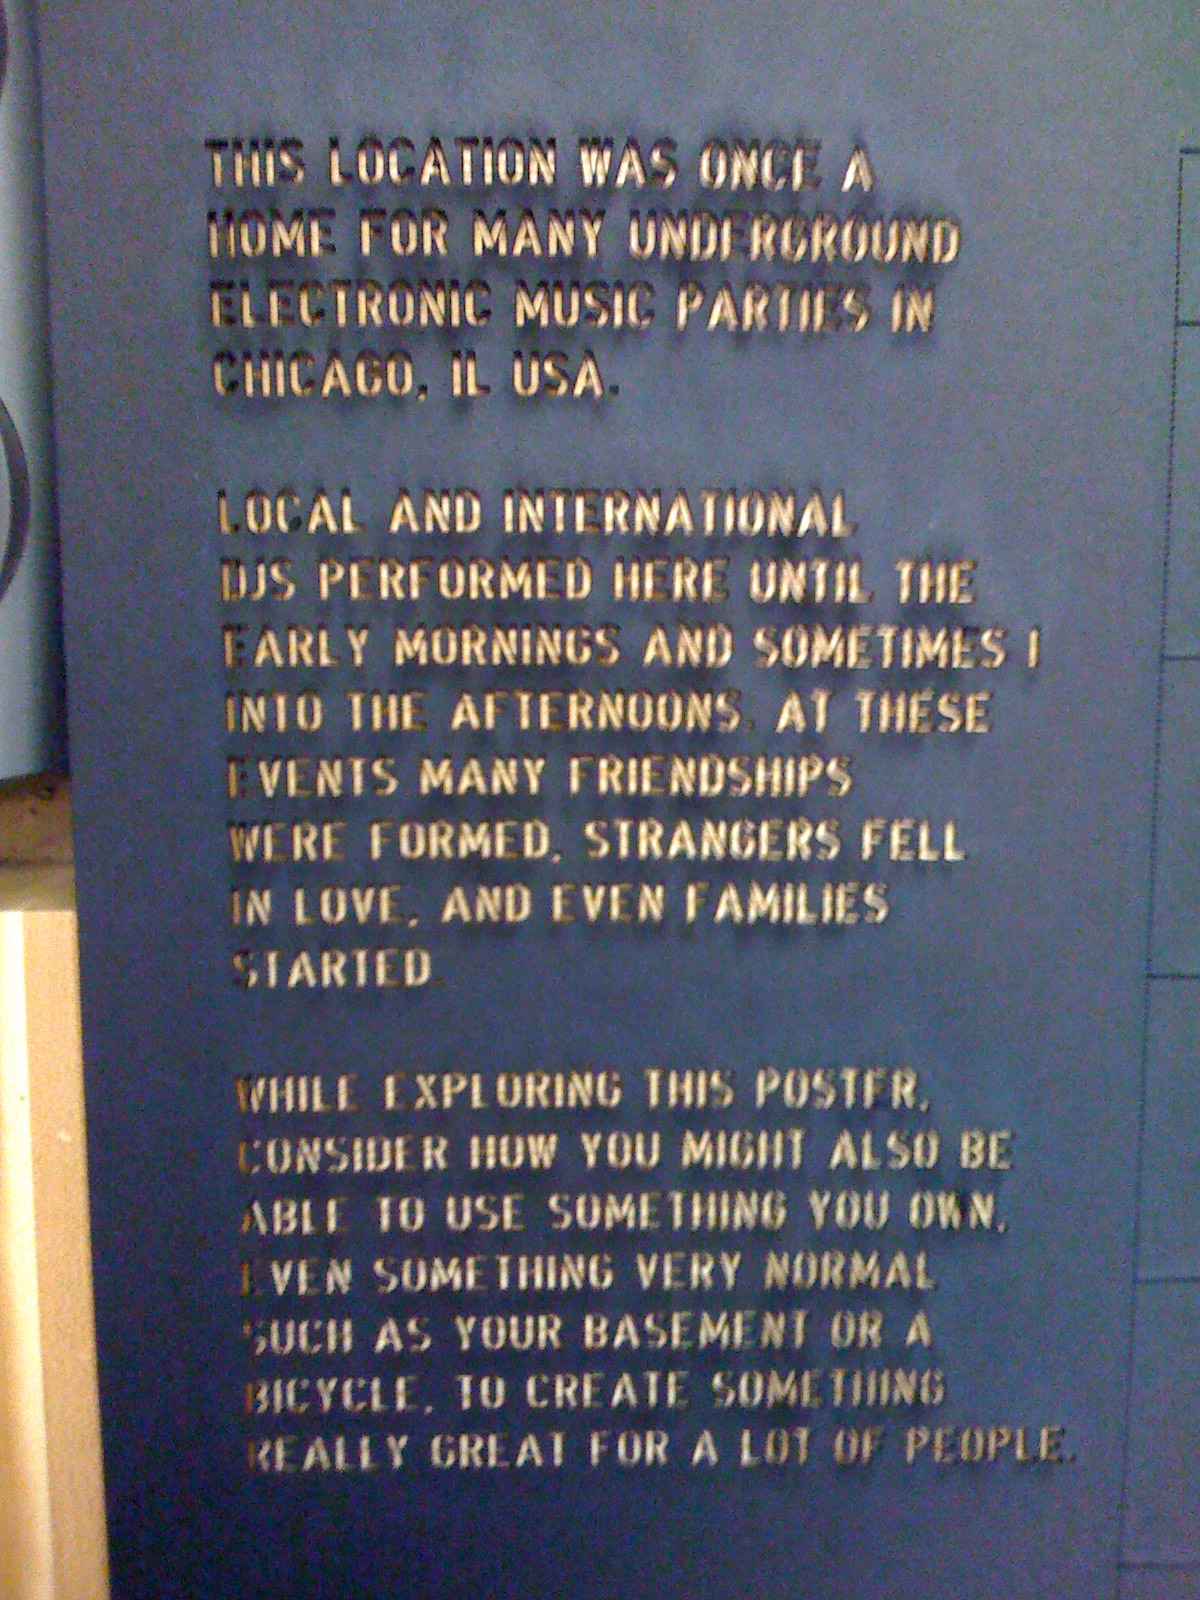 THIS LOCATION WAS ONCE A
HOME FOR MANY UNDERGROUND
ELECTRONIC MUSIC PARTIES IN
CHICAGO, IL USA.
LOCAL AND INTERNATIONAL
DJS PERFORMED HERE UNTIL THE
EARLY MORNINGS AND SOMETIMES I
INTO THE AFTERNOONS. AT THESE
EVENTS MANY FRIENDSHIPS
WERE FORMED, STRANGERS FELL
IN LOVE, AND EVEN FAMILIES
STARTED.
WHILE EXPLORING THIS POSTER,
CONSIDER HOW YOU MIGHT ALSO BE
ABLE TO USE SOMETHING YOU OWN,
EVEN SOMETHING VERY NORMAL
SUCH AS YOUR BASEMENT OR A
BICYCLE, TO CREATE SOMETHING
REALLY GREAT FOR A LOT OF PEOPLE.